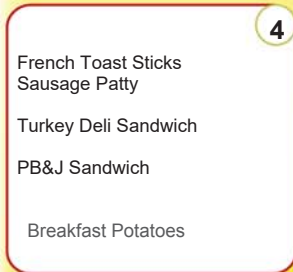 4
French Toast Sticks
Sausage Patty
Turkey Deli Sandwich
PB&J Sandwich
Breakfast Potatoes